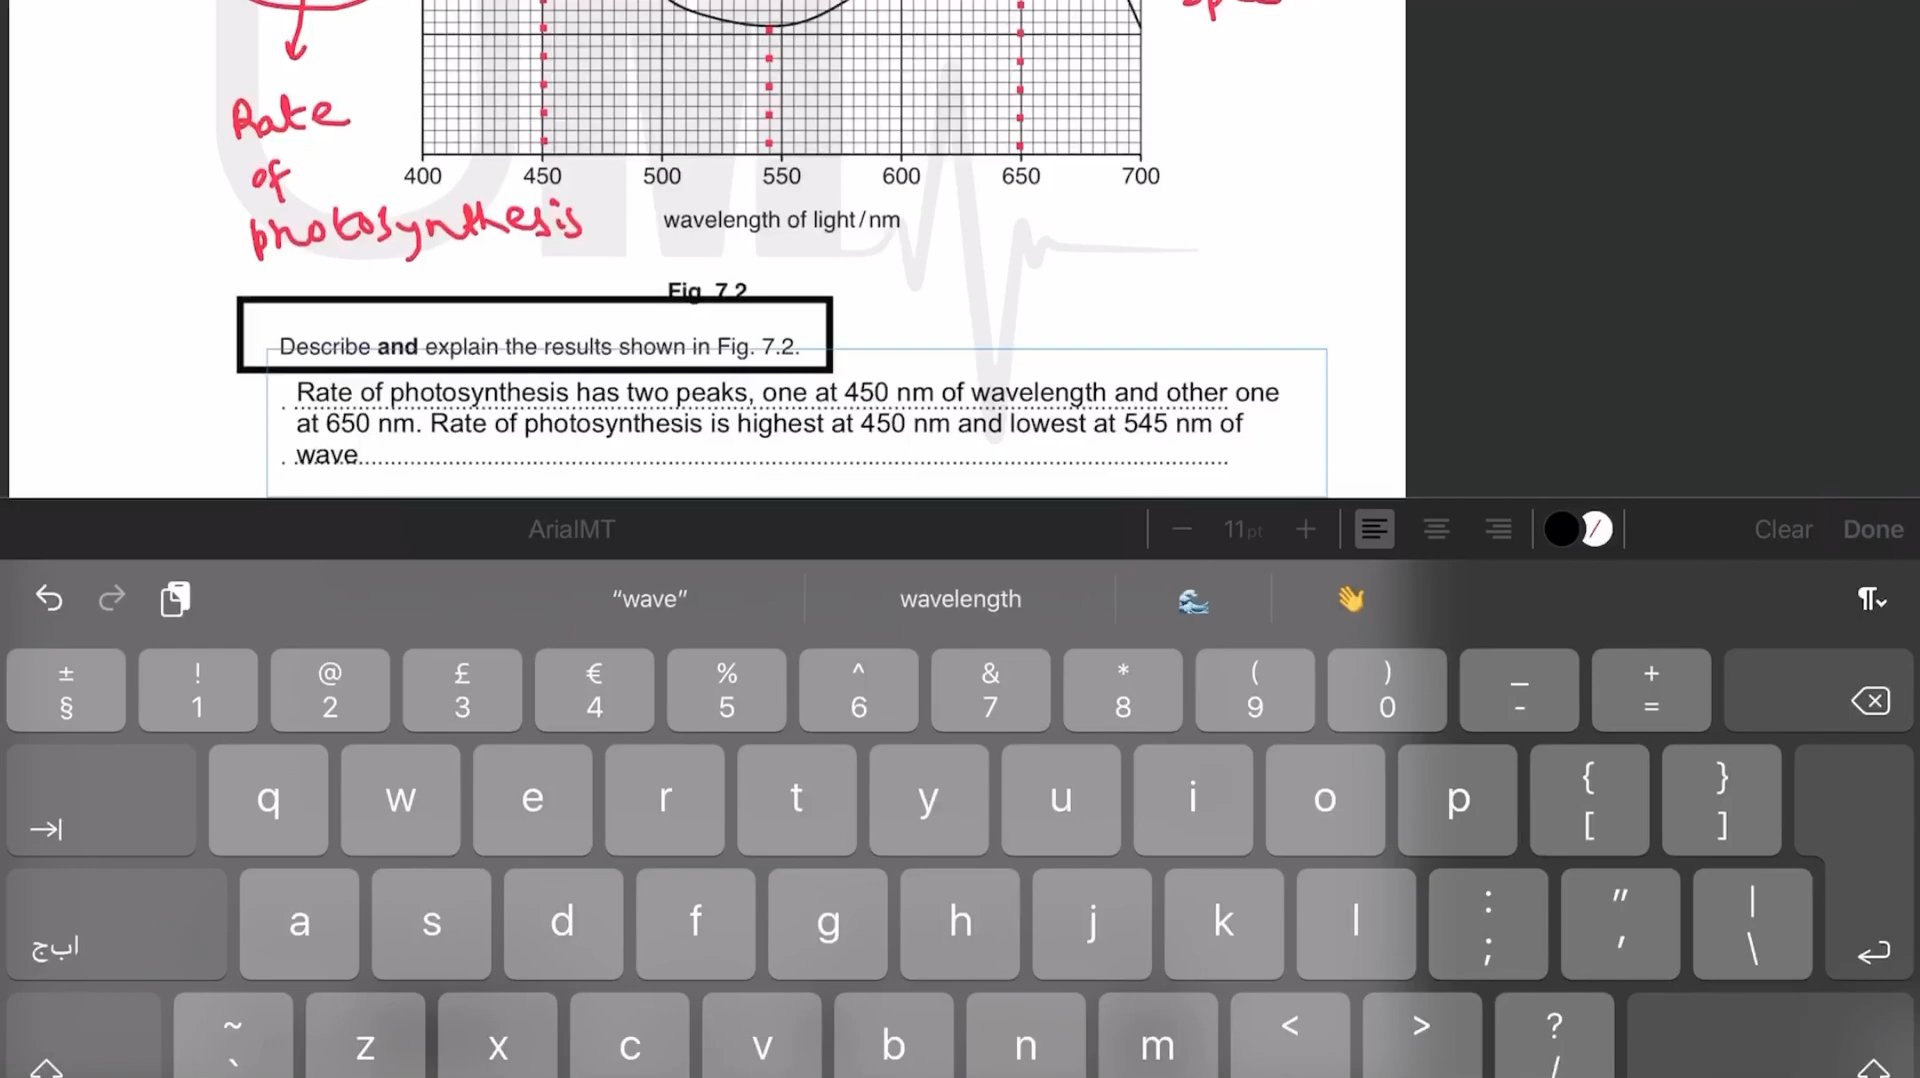 Rate
of
photosynthesis
400 450 500 550 600 650 700
wavelength of light/nm
Fig 7.2
Describe and explain the results shown in Fig. 7.2.
Rate of photosynthesis has two peaks, one at 450 nm of wavelength and other one
at 650 nm. Rate of photosynthesis is highest at 450 nm and lowest at 545 nm of
wave
ArialMT − 11pt + Clear Done
“wave” wavelength 🌊 👋
± ! @ £ € % ^ & * ( ) _ +
§ 1 2 3 4 5 6 7 8 9 0 - =
q w e r t y u i o p { }
[ ]
a s d f g h j k l : " |
ابج ; ' \
~ z x c v b n m < > ?
` /